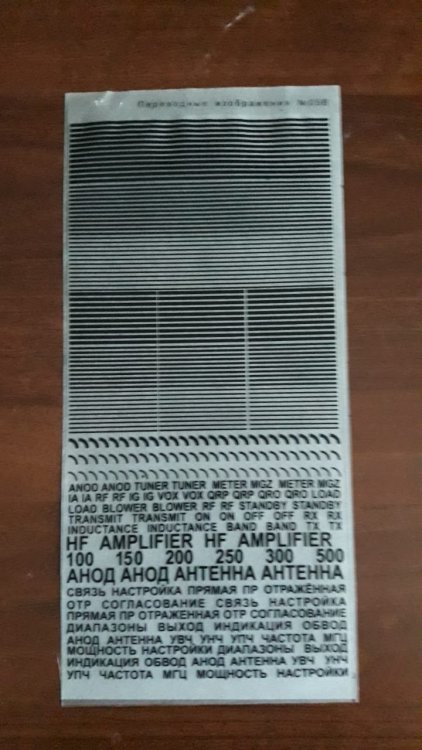 Переводные изображения №
ANOD ANOD TUNER TUNER METER MGZ METER MGZ
IA IA RF RF IG IG VOX VOX QRP QRP QRO QRO LOAD
LOAD BLOWER BLOWER RF RF STANDBY STANDBY
TRANSMIT TRANSMIT ON ON OFF OFF RX RX
INDUCTANCE INDUCTANCE BAND BAND TX TX
HF AMPLIFIER HF AMPLIFIER
100 150 200 250 300 500
АНОД АНОД АНТЕННА АНТЕННА
СВЯЗЬ НАСТРОЙКА ПРЯМАЯ ПР ОТРАЖЁННАЯ
ОТР СОГЛАСОВАНИЕ СВЯЗЬ НАСТРОЙКА
ПРЯМАЯ ПР ОТРАЖЕННАЯ ОТР СОГЛАСОВАНИЕ
ДИАПАЗОНЫ ВЫХОД ИНДИКАЦИЯ ОБВОД
АНОД АНТЕННА УВЧ УНЧ УПЧ ЧАСТОТА МГЦ
МОЩНОСТЬ НАСТРОЙКИ ДИАПАЗОНЫ ВЫХОД
ИНДИКАЦИЯ ОБВОД АНОД АНТЕННА УВЧ УНЧ
УПЧ ЧАСТОТА МГЦ МОЩНОСТЬ НАСТРОЙКИ